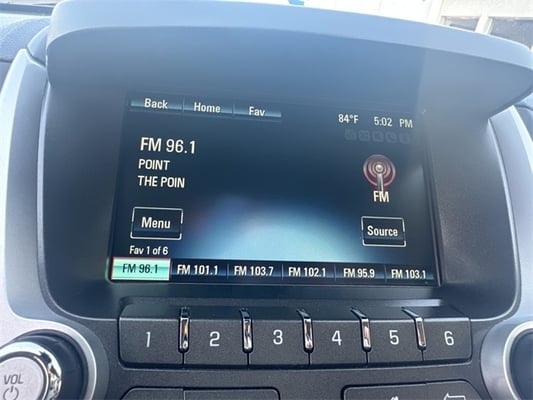 Back Home Fav 84°F 5:02 PM
FM 96.1
POINT
THE POIN
FM
Menu Source
Fav 1 of 6
FM 96.1 FM 101.1 FM 103.7 FM 102.1 FM 95.9 FM 103.1
1 2 3 4 5 6
VOL